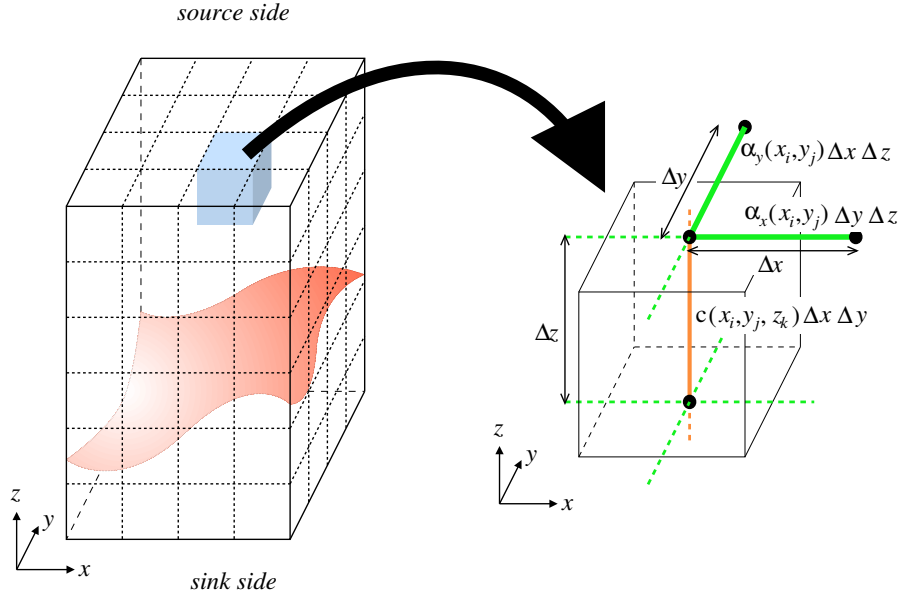 source side
α_y(x_i,y_j) Δx Δz
Δy
α_x(x_i,y_j) Δy Δz
Δx
c(x_i,y_j,z_k) Δx Δy
Δz
z
y
x
z
y
x
sink side